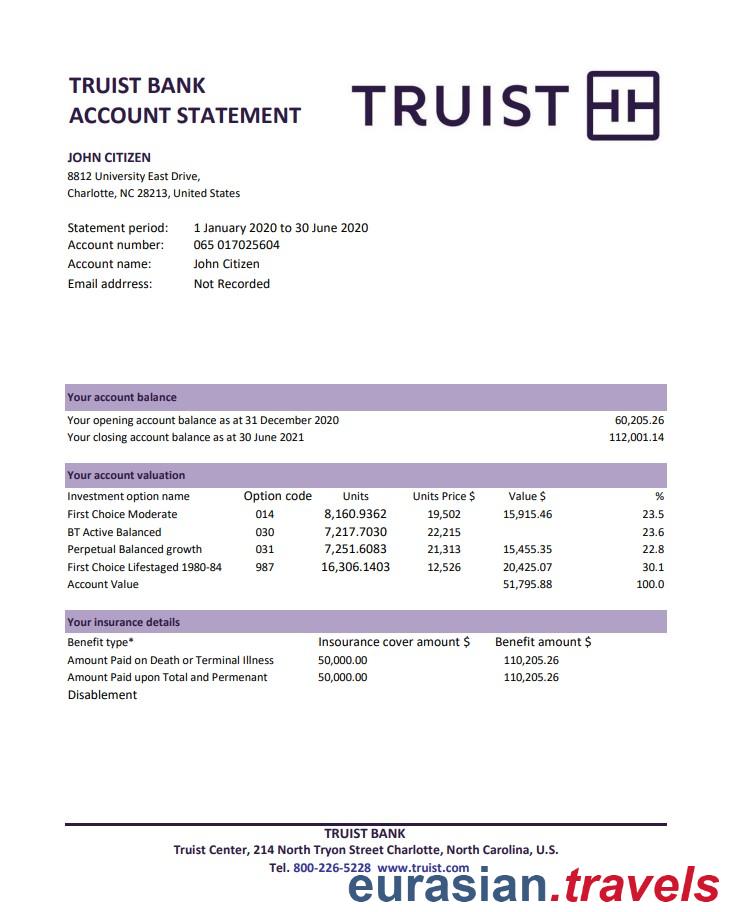 TRUIST BANK
ACCOUNT STATEMENT
TRUIST
JOHN CITIZEN
8812 University East Drive,
Charlotte, NC 28213, United States
Statement period: 1 January 2020 to 30 June 2020
Account number: 065 017025604
Account name: John Citizen
Email addrress: Not Recorded
Your account balance
Your opening account balance as at 31 December 2020 60,205.26
Your closing account balance as at 30 June 2021 112,001.14
Your account valuation
Investment option name Option code Units Units Price $ Value $ %
First Choice Moderate 014 8,160.9362 19,502 15,915.46 23.5
BT Active Balanced 030 7,217.7030 22,215 23.6
Perpetual Balanced growth 031 7,251.6083 21,313 15,455.35 22.8
First Choice Lifestaged 1980-84 987 16,306.1403 12,526 20,425.07 30.1
Account Value 51,795.88 100.0
Your insurance details
Benefit type* Insourance cover amount $ Benefit amount $
Amount Paid on Death or Terminal Illness 50,000.00 110,205.26
Amount Paid upon Total and Permenant 50,000.00 110,205.26
Disablement
TRUIST BANK
Truist Center, 214 North Tryon Street Charlotte, North Carolina, U.S.
Tel. 800-226-5228 www.truist.com
eurasian.travels